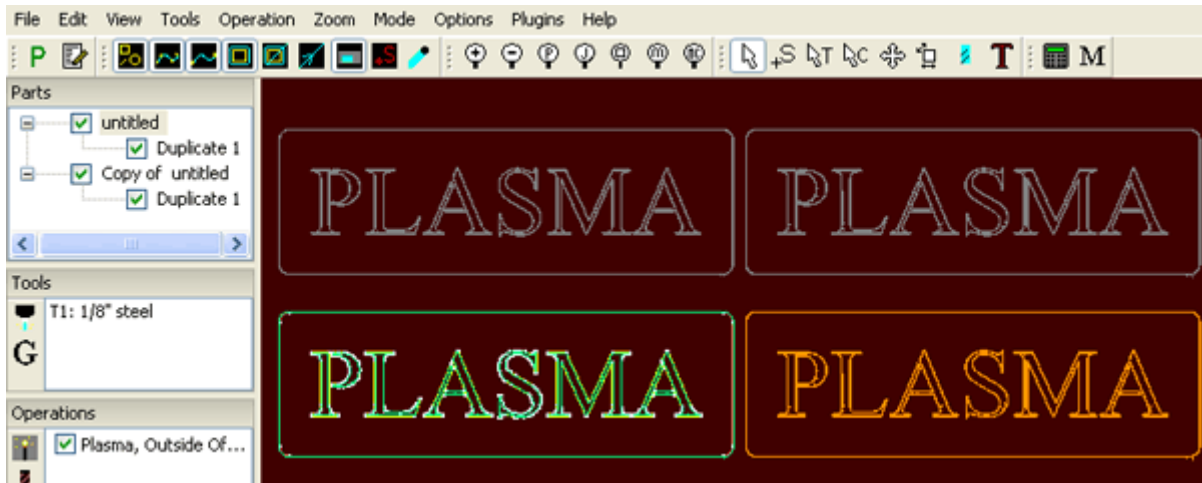 File Edit View Tools Operation Zoom Mode Options Plugins Help
P S P J m S T C T M
Parts
untitled
Duplicate 1
Copy of untitled
Duplicate 1
Tools
T1: 1/8" steel
G
Operations
Plasma, Outside Of...
PLASMA PLASMA
PLASMA PLASMA